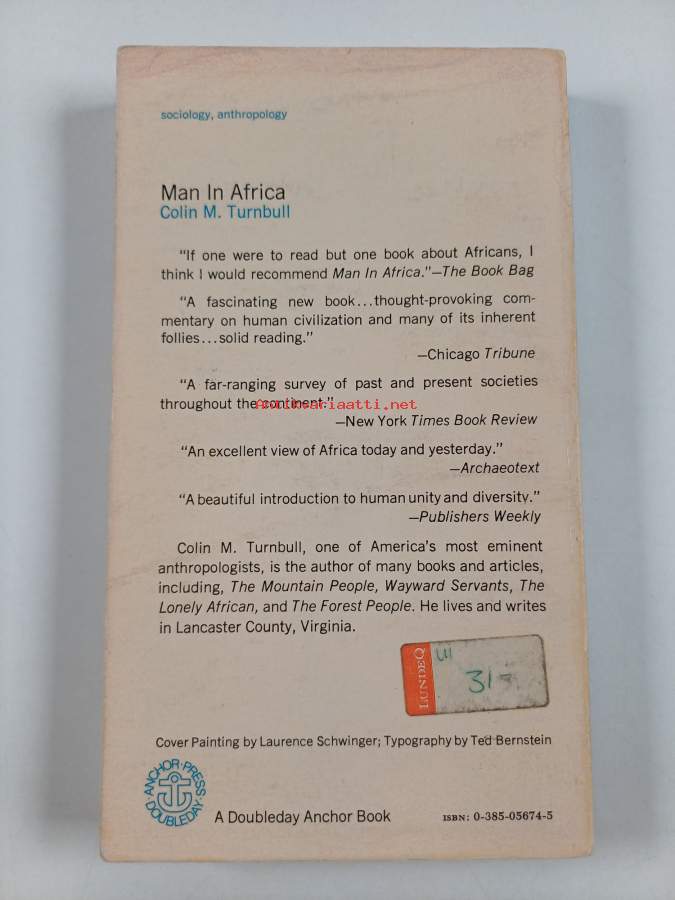 sociology, anthropology
Man In Africa
Colin M. Turnbull
"If one were to read but one book about Africans, I
think I would recommend Man In Africa."—The Book Bag
"A fascinating new book...thought-provoking com-
mentary on human civilization and many of its inherent
follies...solid reading."
—Chicago Tribune
"A far-ranging survey of past and present societies
throughout the continent."
Antikvariaatti.net
—New York Times Book Review
"An excellent view of Africa today and yesterday."
—Archaeotext
"A beautiful introduction to human unity and diversity."
—Publishers Weekly
Colin M. Turnbull, one of America's most eminent
anthropologists, is the author of many books and articles,
including, The Mountain People, Wayward Servants, The
Lonely African, and The Forest People. He lives and writes
in Lancaster County, Virginia.
LUNDEQ
Cover Painting by Laurence Schwinger; Typography by Ted Bernstein
ANCHOR·PRESS
DOUBLEDAY
A Doubleday Anchor Book
ISBN: 0-385-05674-5